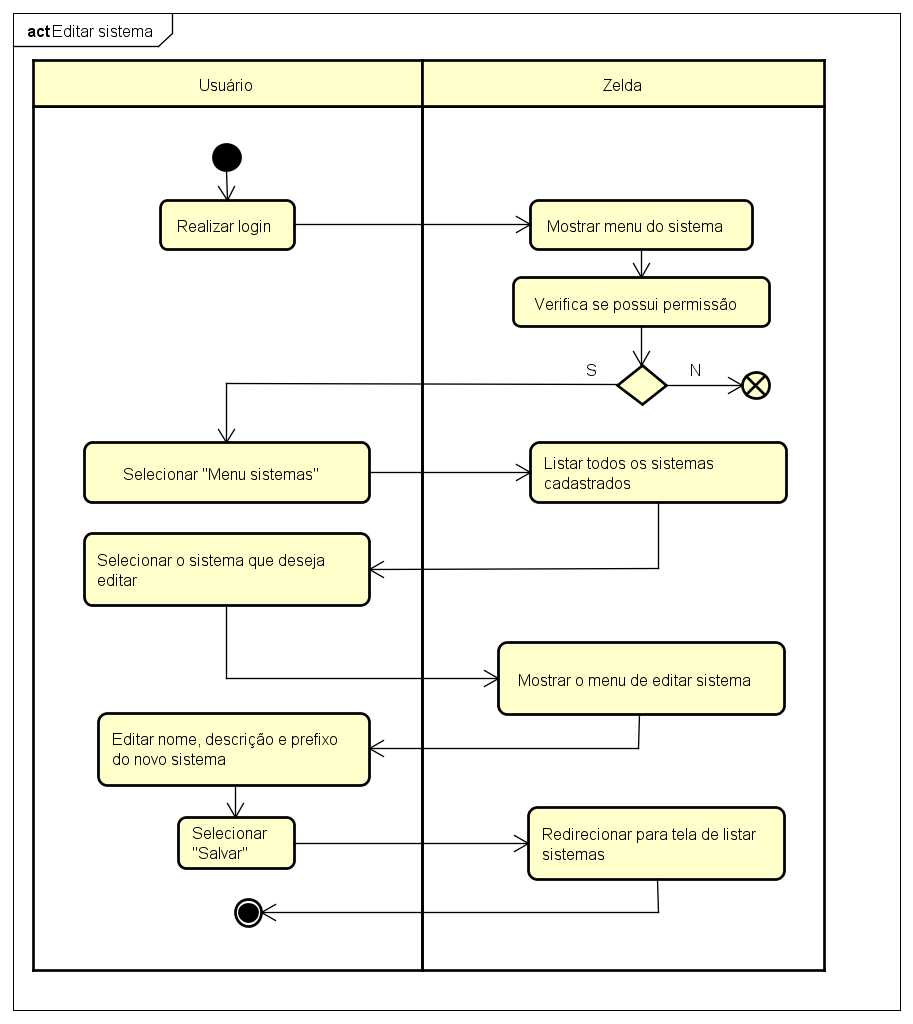 act Editar sistema
Usuário
Zelda
Realizar login
Mostrar menu do sistema
Verifica se possui permissão
S
N
Selecionar "Menu sistemas"
Listar todos os sistemas
cadastrados
Selecionar o sistema que deseja
editar
Mostrar o menu de editar sistema
Editar nome, descrição e prefixo
do novo sistema
Selecionar
"Salvar"
Redirecionar para tela de listar
sistemas